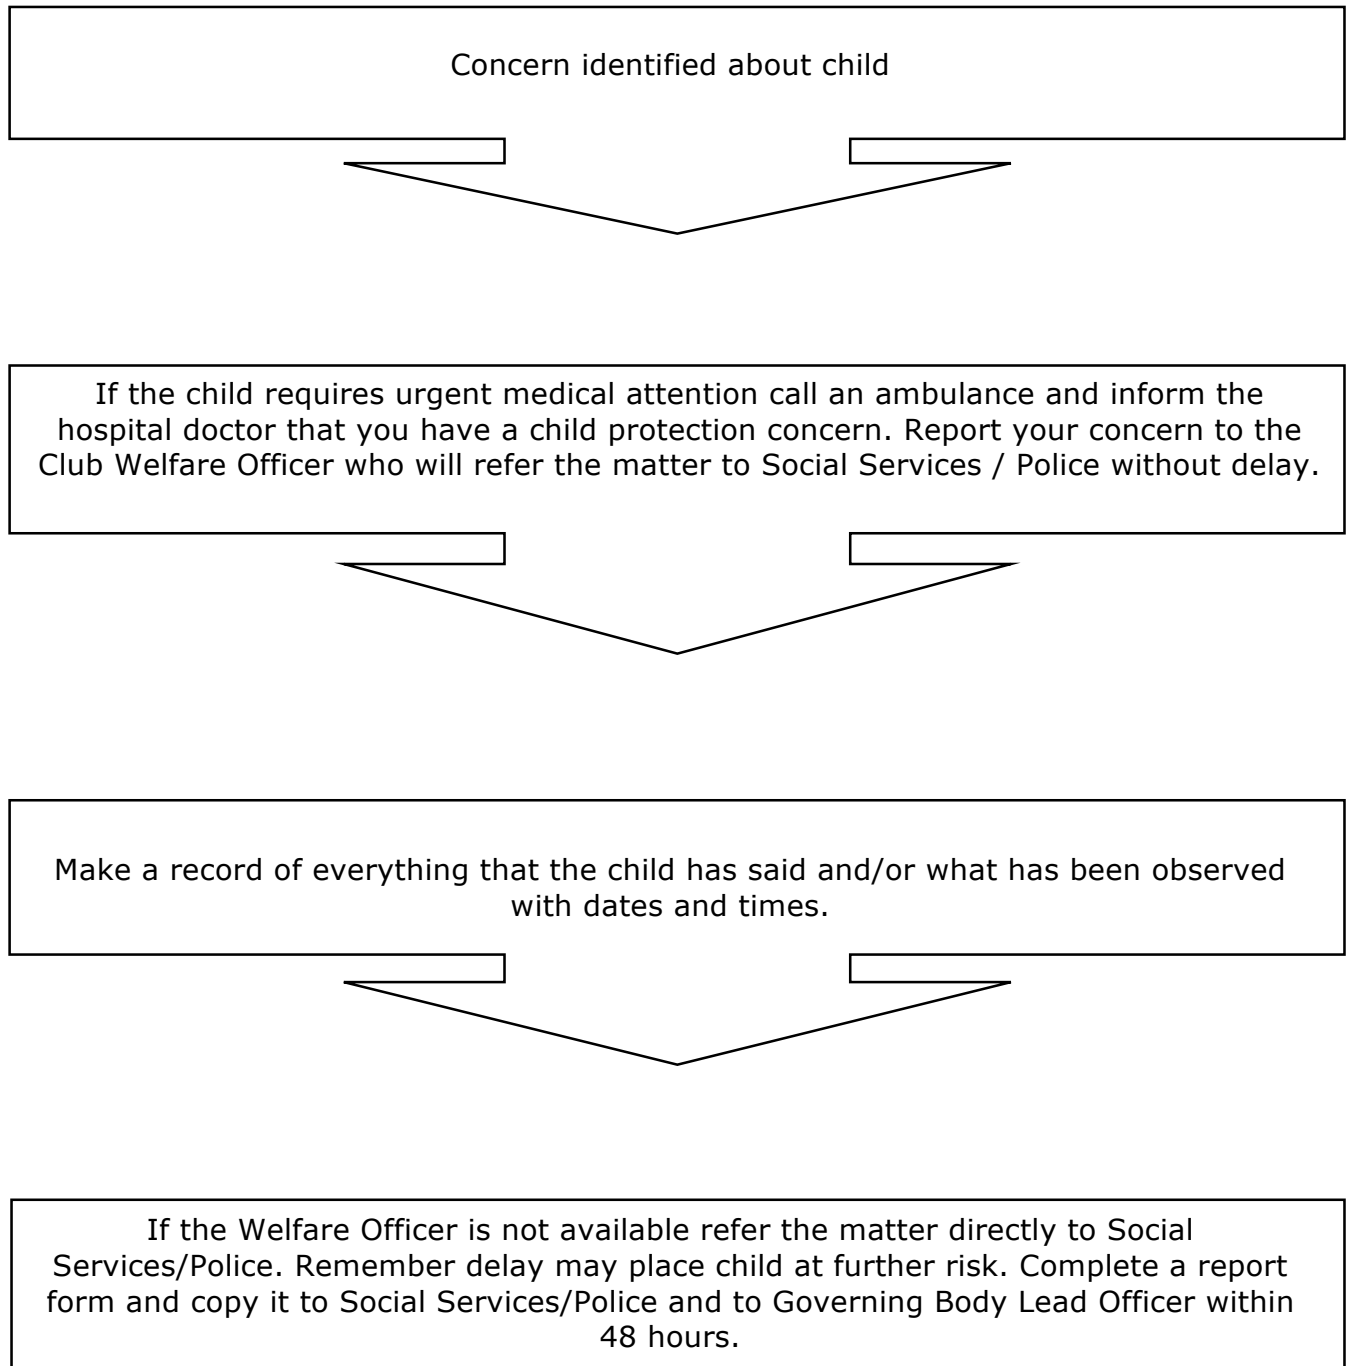 Concern identified about child
If the child requires urgent medical attention call an ambulance and inform the
hospital doctor that you have a child protection concern. Report your concern to the
Club Welfare Officer who will refer the matter to Social Services / Police without delay.
Make a record of everything that the child has said and/or what has been observed
with dates and times.
If the Welfare Officer is not available refer the matter directly to Social
Services/Police. Remember delay may place child at further risk. Complete a report
form and copy it to Social Services/Police and to Governing Body Lead Officer within
48 hours.